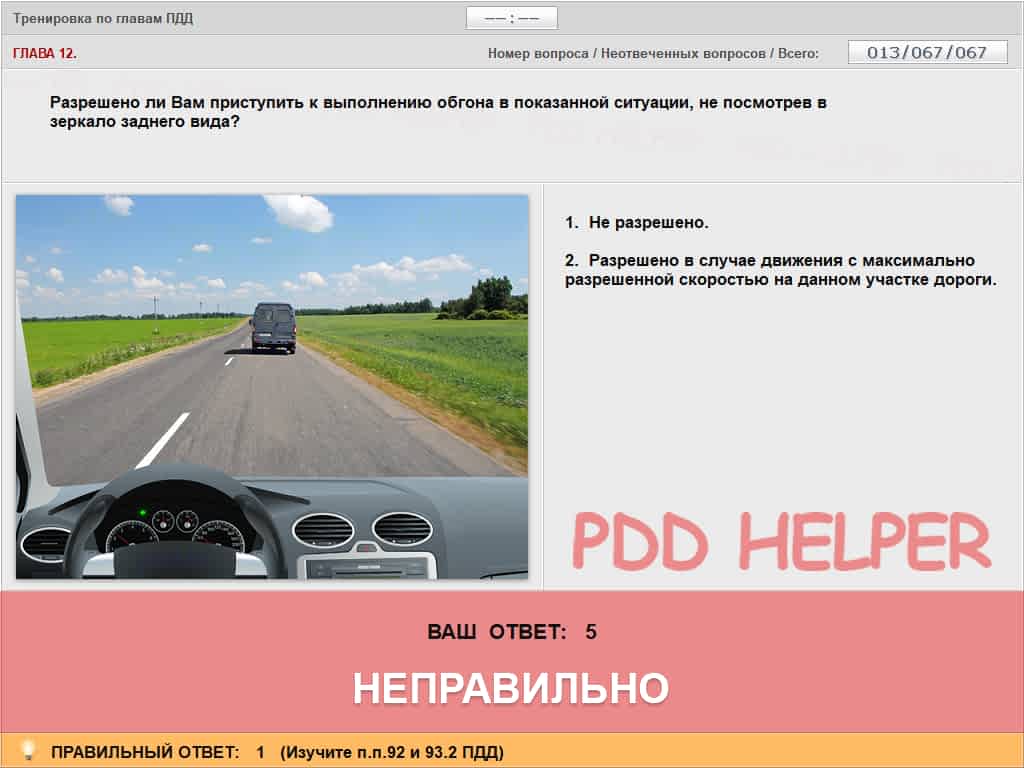 Тренировка по главам ПДД
—— : ——
ГЛАВА 12.
Номер вопроса / Неотвеченных вопросов / Всего:
013/067/067
Разрешено ли Вам приступить к выполнению обгона в показанной ситуации, не посмотрев в
зеркало заднего вида?
1. Не разрешено.
2. Разрешено в случае движения с максимально
разрешенной скоростью на данном участке дороги.
PDD HELPER
ВАШ ОТВЕТ: 5
НЕПРАВИЛЬНО
ПРАВИЛЬНЫЙ ОТВЕТ: 1 (Изучите п.п.92 и 93.2 ПДД)